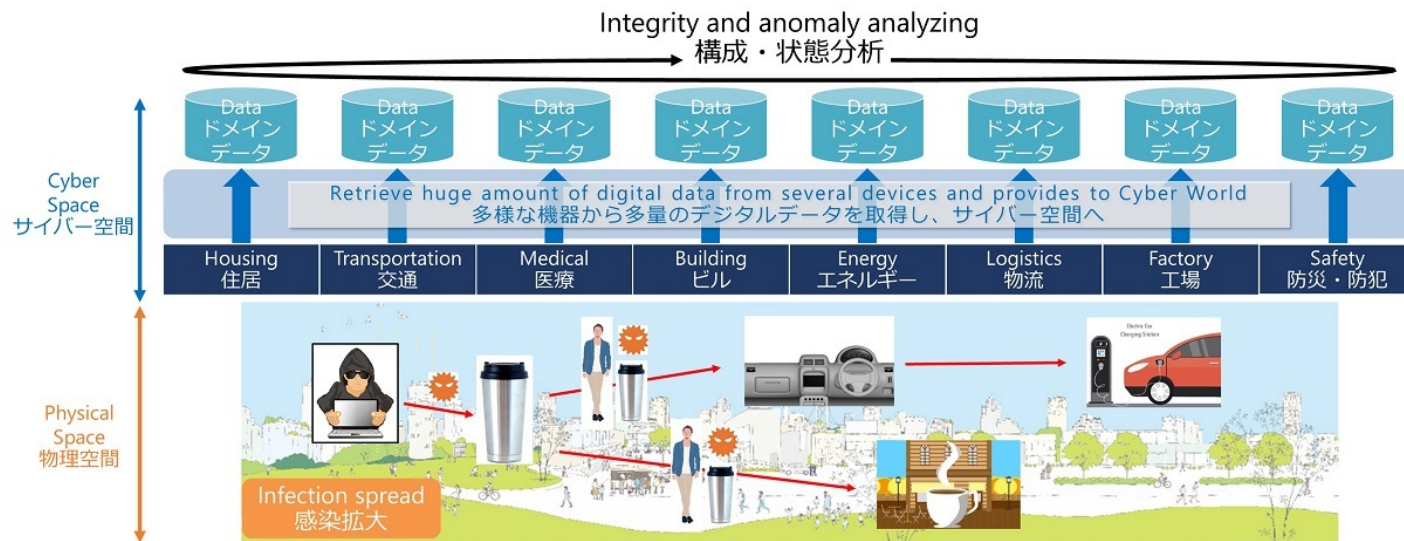 Integrity and anomaly analyzing
構成・状態分析
Data
ドメイン
データ
Data
ドメイン
データ
Data
ドメイン
データ
Data
ドメイン
データ
Data
ドメイン
データ
Data
ドメイン
データ
Data
ドメイン
データ
Data
ドメイン
データ
Cyber
Space
サイバー空間
Retrieve huge amount of digital data from several devices and provides to Cyber World
多様な機器から多量のデジタルデータを取得し、サイバー空間へ
Housing
住居
Transportation
交通
Medical
医療
Building
ビル
Energy
エネルギー
Logistics
物流
Factory
工場
Safety
防災・防犯
Physical
Space
物理空間
Electric Car
Charging Station
Infection spread
感染拡大